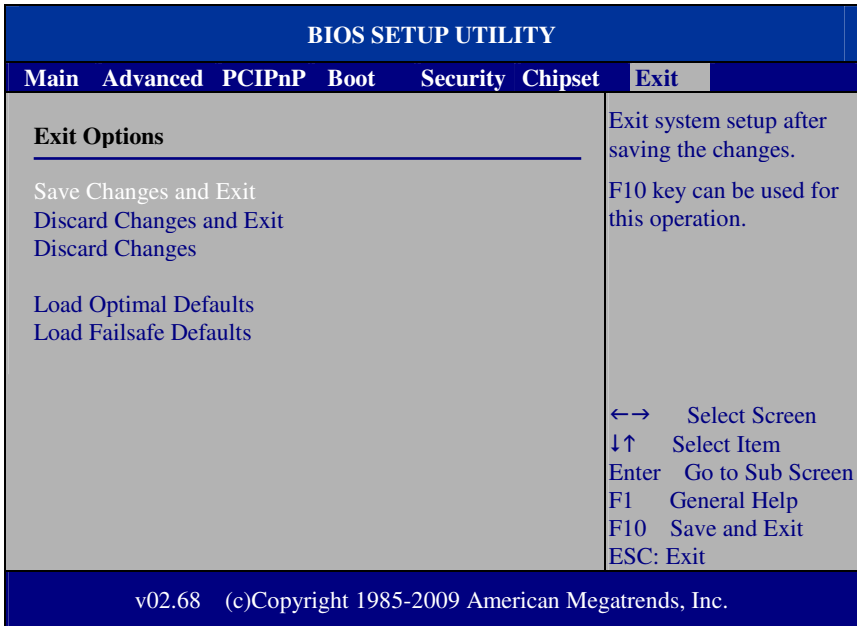 BIOS SETUP UTILITY
Main Advanced PCIPnP Boot Security Chipset Exit
Exit Options
Save Changes and Exit
Discard Changes and Exit
Discard Changes
Load Optimal Defaults
Load Failsafe Defaults
Exit system setup after
saving the changes.
F10 key can be used for
this operation.
←→ Select Screen
↓↑ Select Item
Enter Go to Sub Screen
F1 General Help
F10 Save and Exit
ESC: Exit
v02.68 (c)Copyright 1985-2009 American Megatrends, Inc.